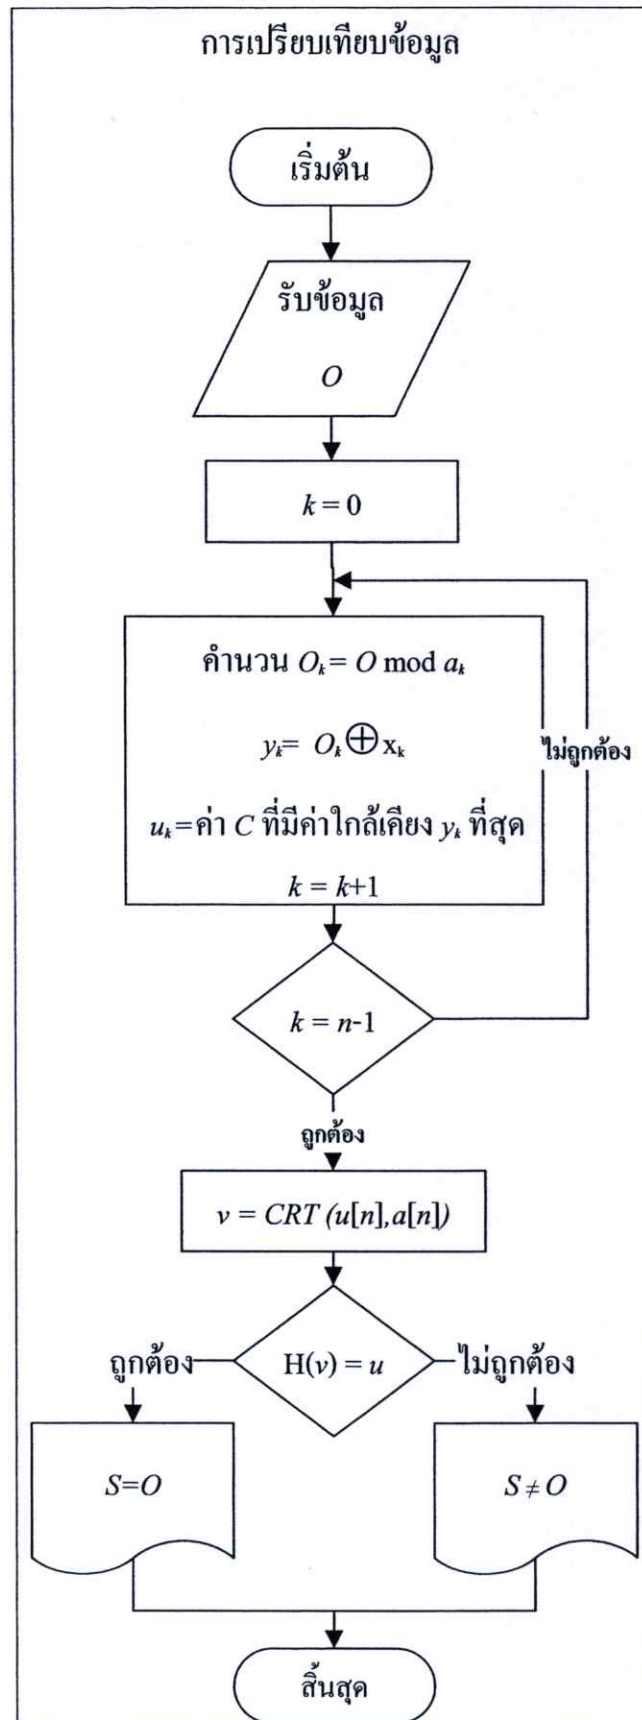 การเปรียบเทียบข้อมูล
เริ่มต้น
รับข้อมูล
O
k = 0
คำนวน Oₖ= O mod aₖ
yₖ= Oₖ⊕xₖ
uₖ=ค่า C ที่มีค่าใกล้เคียง yₖ ที่สุด
k = k+1
ไม่ถูกต้อง
k = n-1
ถูกต้อง
v = CRT (u[n],a[n])
ถูกต้อง
H(v) = u
ไม่ถูกต้อง
S=O
S ≠ O
สิ้นสุด